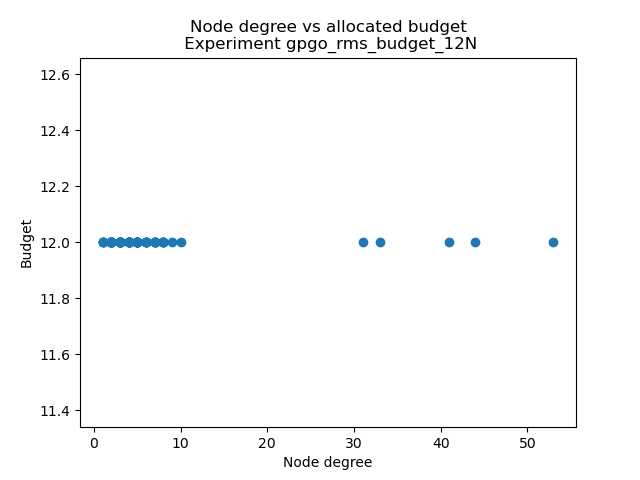 Node degree vs allocated budget
Experiment gpgo_rms_budget_12N
12.6
12.4
12.2
12.0
11.8
11.6
11.4
Budget
0 10 20 30 40 50
Node degree